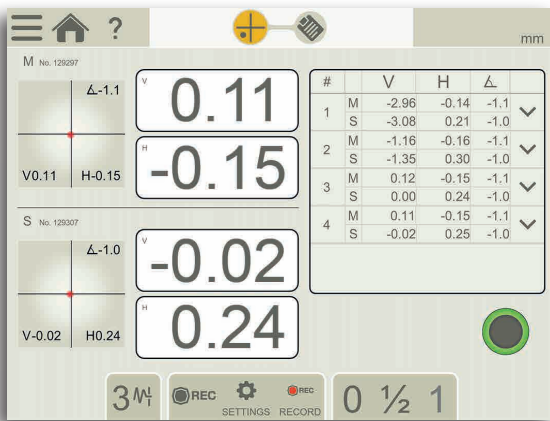 ?
mm
M No. 129297
∡-1.1
V0.11 H-0.15
V 0.11
H -0.15
S No. 129307
∡-1.0
V-0.02 H0.24
V -0.02
H 0.24
# V H ∡
1 M -2.96 -0.14 -1.1
S -3.08 0.21 -1.0
2 M -1.16 -0.16 -1.1
S -1.35 0.30 -1.0
3 M 0.12 -0.15 -1.1
S 0.00 0.24 -1.0
4 M 0.11 -0.15 -1.1
S -0.02 0.25 -1.0
3 REC SETTINGS REC RECORD 0 ½ 1